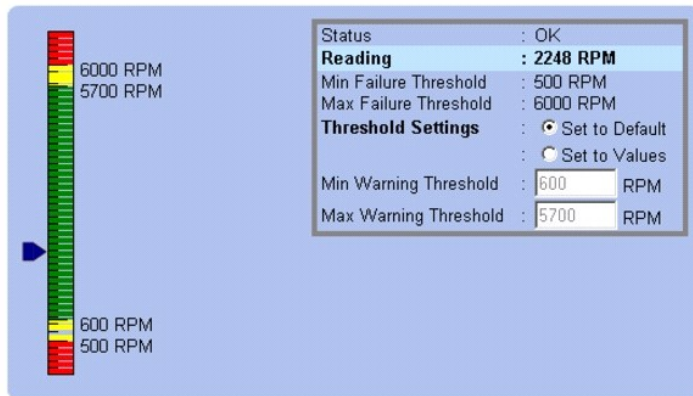 6000 RPM
5700 RPM
600 RPM
500 RPM
Status : OK
Reading : 2248 RPM
Min Failure Threshold : 500 RPM
Max Failure Threshold : 6000 RPM
Threshold Settings : Set to Default
: Set to Values
Min Warning Threshold : 600 RPM
Max Warning Threshold : 5700 RPM